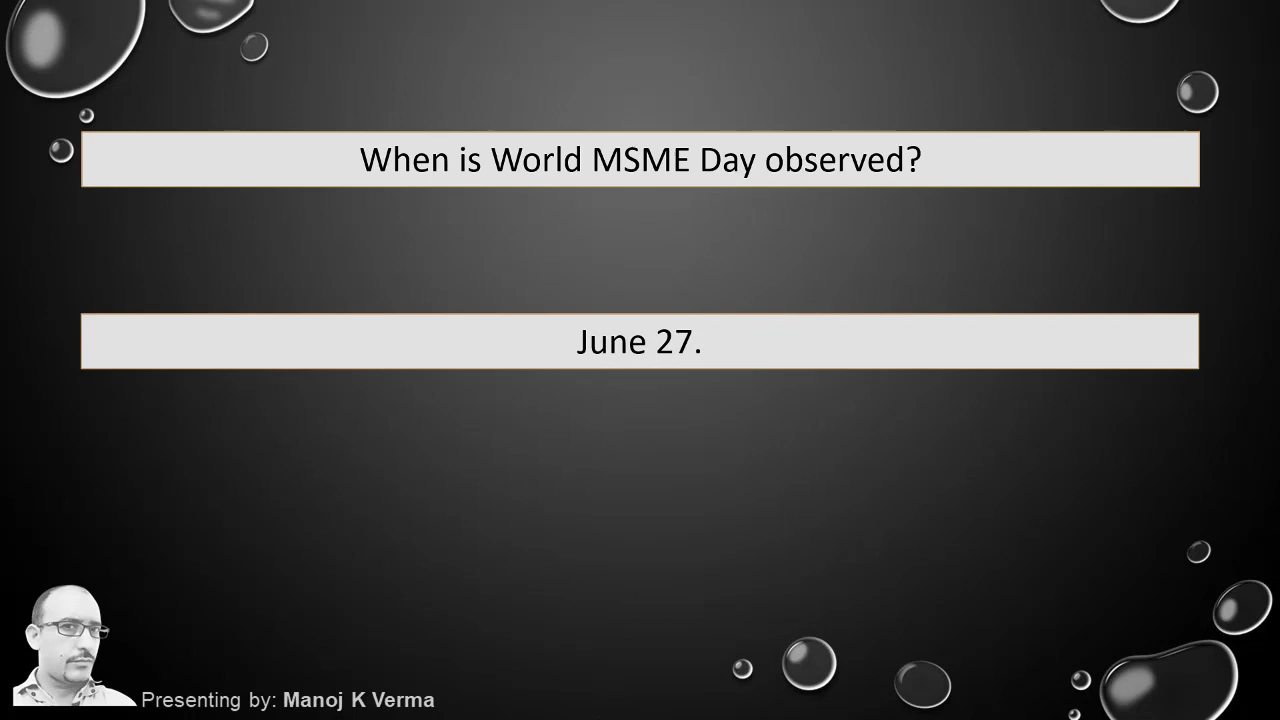 When is World MSME Day observed?
June 27.
Presenting by: Manoj K Verma